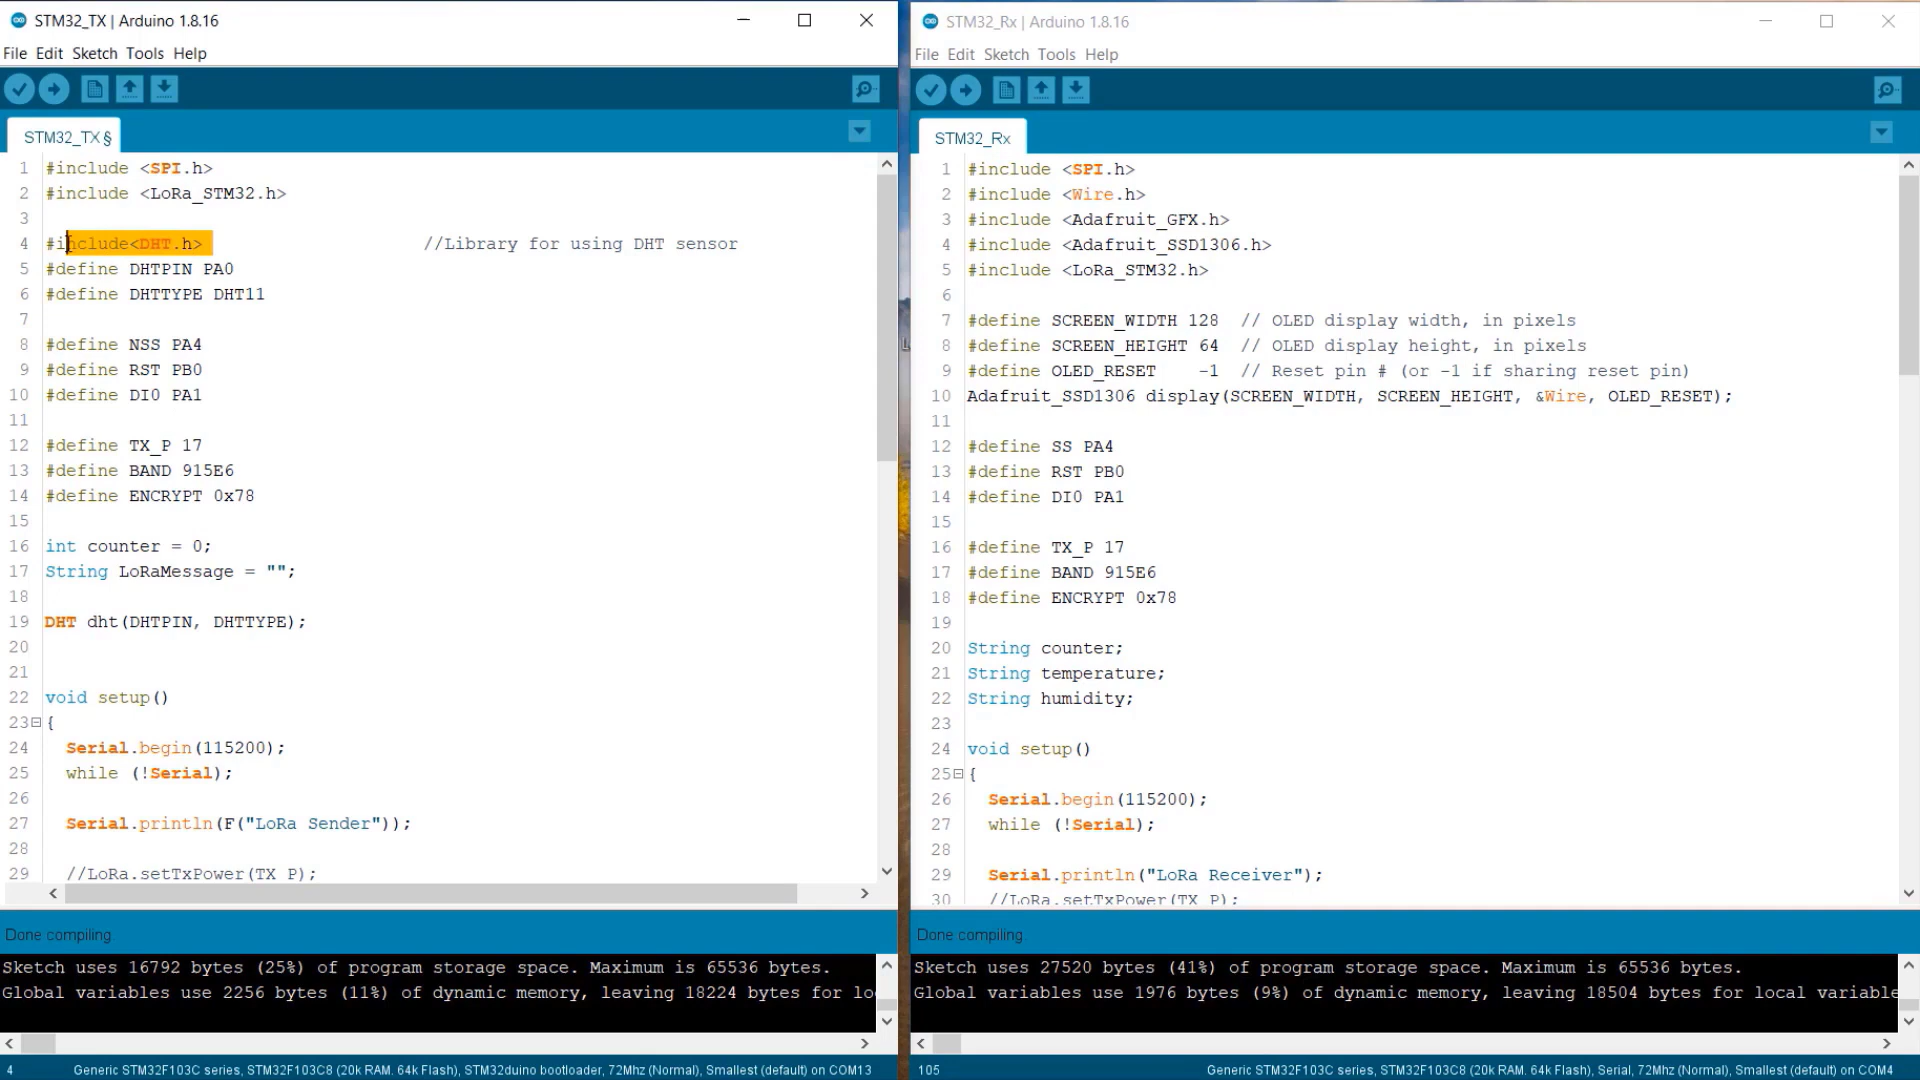 STM32_TX | Arduino 1.8.16
File Edit Sketch Tools Help
STM32_TX §
1 #include <SPI.h>
2 #include <LoRa_STM32.h>
3
4 #include<DHT.h> //Library for using DHT sensor
5 #define DHTPIN PA0
6 #define DHTTYPE DHT11
7
8 #define NSS PA4
9 #define RST PB0
10 #define DI0 PA1
11
12 #define TX_P 17
13 #define BAND 915E6
14 #define ENCRYPT 0x78
15
16 int counter = 0;
17 String LoRaMessage = "";
18
19 DHT dht(DHTPIN, DHTTYPE);
20
21
22 void setup()
23 {
24 Serial.begin(115200);
25 while (!Serial);
26
27 Serial.println(F("LoRa Sender"));
28
29 //LoRa.setTxPower(TX_P);
Done compiling.
Sketch uses 16792 bytes (25%) of program storage space. Maximum is 65536 bytes.
Global variables use 2256 bytes (11%) of dynamic memory, leaving 18224 bytes for lo
4 Generic STM32F103C series, STM32F103C8 (20k RAM. 64k Flash), STM32duino bootloader, 72Mhz (Normal), Smallest (default) on COM13
STM32_Rx | Arduino 1.8.16
File Edit Sketch Tools Help
STM32_Rx
1 #include <SPI.h>
2 #include <Wire.h>
3 #include <Adafruit_GFX.h>
4 #include <Adafruit_SSD1306.h>
5 #include <LoRa_STM32.h>
6
7 #define SCREEN_WIDTH 128 // OLED display width, in pixels
8 #define SCREEN_HEIGHT 64 // OLED display height, in pixels
9 #define OLED_RESET -1 // Reset pin # (or -1 if sharing reset pin)
10 Adafruit_SSD1306 display(SCREEN_WIDTH, SCREEN_HEIGHT, &Wire, OLED_RESET);
11
12 #define SS PA4
13 #define RST PB0
14 #define DI0 PA1
15
16 #define TX_P 17
17 #define BAND 915E6
18 #define ENCRYPT 0x78
19
20 String counter;
21 String temperature;
22 String humidity;
23
24 void setup()
25 {
26 Serial.begin(115200);
27 while (!Serial);
28
29 Serial.println("LoRa Receiver");
30 //LoRa.setTxPower(TX_P);
Done compiling.
Sketch uses 27520 bytes (41%) of program storage space. Maximum is 65536 bytes.
Global variables use 1976 bytes (9%) of dynamic memory, leaving 18504 bytes for local variable
105 Generic STM32F103C series, STM32F103C8 (20k RAM. 64k Flash), Serial, 72Mhz (Normal), Smallest (default) on COM4